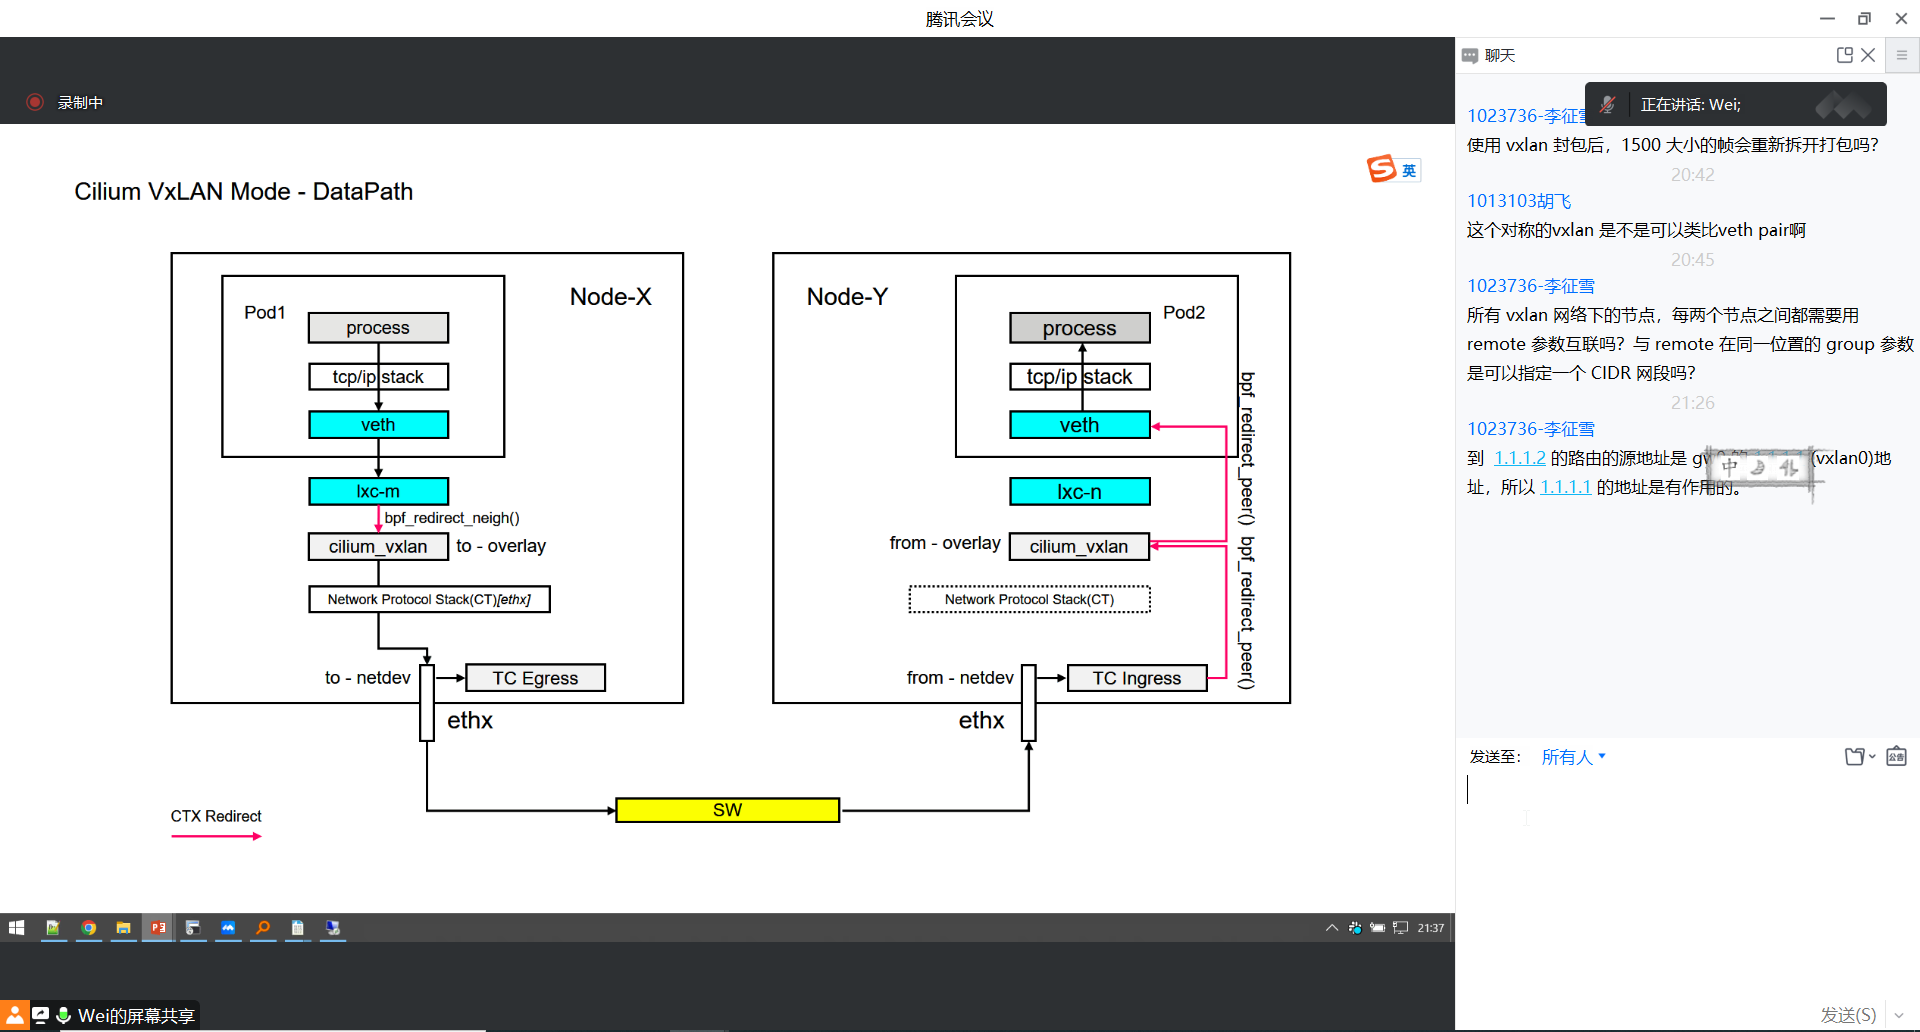 腾讯会议
录制中
Cilium VxLAN Mode - DataPath
英
Node-X
Pod1
process
tcp/ip stack
veth
lxc-m
bpf_redirect_neigh()
cilium_vxlan
to - overlay
Network Protocol Stack(CT)[ethx]
to - netdev
TC Egress
ethx
Node-Y
Pod2
process
tcp/ip stack
veth
bpf_redirect_peer()
lxc-n
from - overlay
cilium_vxlan
bpf_redirect_peer()
Network Protocol Stack(CT)
from - netdev
TC Ingress
ethx
SW
CTX Redirect
21:37
Wei的屏幕共享
聊天
正在讲话: Wei;
1023736-李征雪
使用 vxlan 封包后，1500 大小的帧会重新拆开打包吗？
20:42
1013103胡飞
这个对称的vxlan 是不是可以类比veth pair啊
20:45
1023736-李征雪
所有 vxlan 网络下的节点，每两个节点之间都需要用
remote 参数互联吗？与 remote 在同一位置的 group 参数
是可以指定一个 CIDR 网段吗？
21:26
1023736-李征雪
到 1.1.1.2 的路由的源地址是 (vxlan0)地
址，所以 1.1.1.1 的地址是有作用的。
中
发送至：
所有人
公告
发送(S)